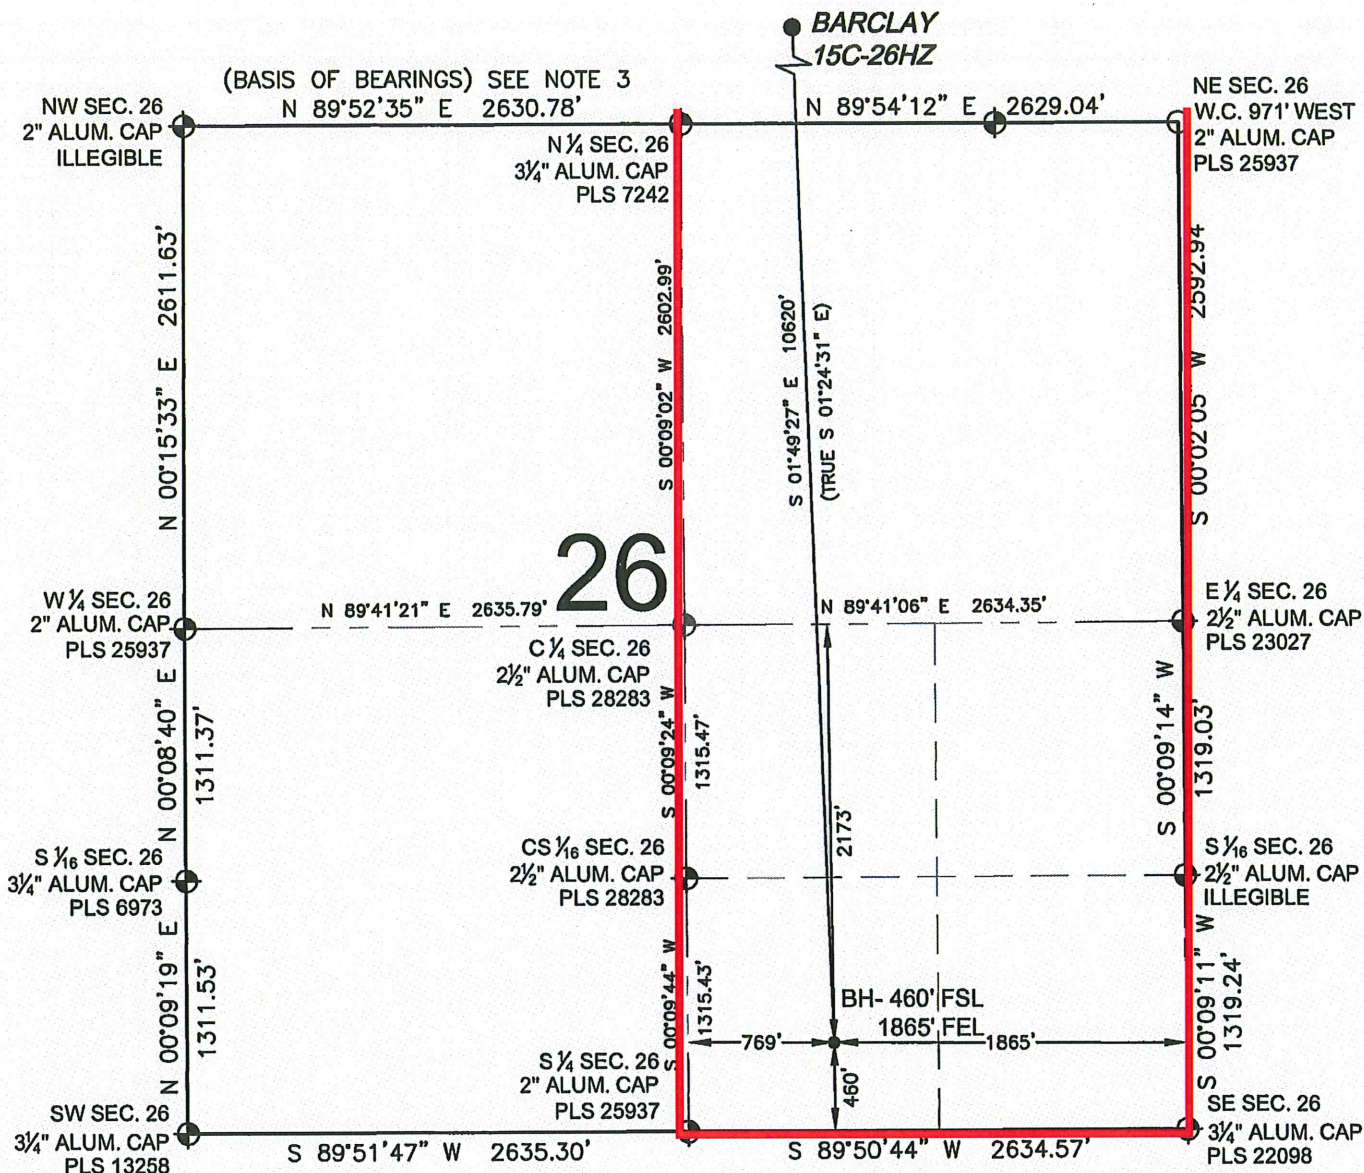 BARCLAY
15C-26HZ
(BASIS OF BEARINGS) SEE NOTE 3
N 89°52'35" E 2630.78'
N 89°54'12" E 2629.04'
NW SEC. 26
2" ALUM. CAP
ILLEGIBLE
N ¼ SEC. 26
3¼" ALUM. CAP
PLS 7242
NE SEC. 26
W.C. 971' WEST
2" ALUM. CAP
PLS 25937
N 00°15'33" E 2611.63'
S 00°09'02" W 2602.99'
S 01°49'27" E 10620'
(TRUE S 01°24'31" E)
S 00°02'05" W 2592.94
26
W ¼ SEC. 26
2" ALUM. CAP
PLS 25937
N 89°41'21" E 2635.79'
N 89°41'06" E 2634.35'
E ¼ SEC. 26
2½" ALUM. CAP
PLS 23027
C ¼ SEC. 26
2½" ALUM. CAP
PLS 28283
N 00°08'40" E
1311.37'
S 00°09'24" W
1315.47'
2173'
S 00°09'14" W
1319.03'
S 1/16 SEC. 26
3¼" ALUM. CAP
PLS 6973
CS 1/16 SEC. 26
2½" ALUM. CAP
PLS 28283
S 1/16 SEC. 26
2½" ALUM. CAP
ILLEGIBLE
N 00°09'19" E
1311.53'
S 00°09'44" W
1315.43'
BH- 460' FSL
1865' FEL
769'
1865'
460'
S 00°09'11" W
1319.24'
S ¼ SEC. 26
2" ALUM. CAP
PLS 25937
SW SEC. 26
3¼" ALUM. CAP
PLS 13258
S 89°51'47" W 2635.30'
S 89°50'44" W 2634.57'
SE SEC. 26
3¼" ALUM. CAP
PLS 22098